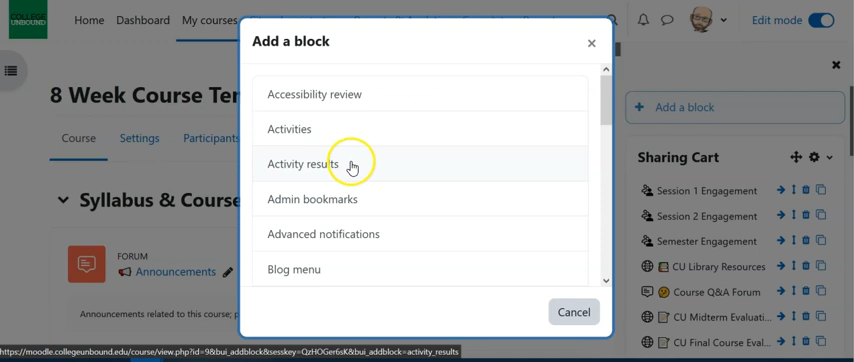 COLLEGE
UNBOUND
Home Dashboard My courses
Edit mode
Add a block
8 Week Course Ter
Course Settings Participants
Syllabus & Course
FORUM
Announcements
Announcements related to this course; p
Accessibility review
Activities
Activity results
Admin bookmarks
Advanced notifications
Blog menu
Cancel
Add a block
Sharing Cart
Session 1 Engagement
Session 2 Engagement
Semester Engagement
CU Library Resources
Course Q&A Forum
CU Midterm Evaluati...
CU Final Course Eval...
https://moodle.collegeunbound.edu/course/view.php?id=9&bui_addblock&sesskey=QzHOGer6sK&bui_addblock=activity_results